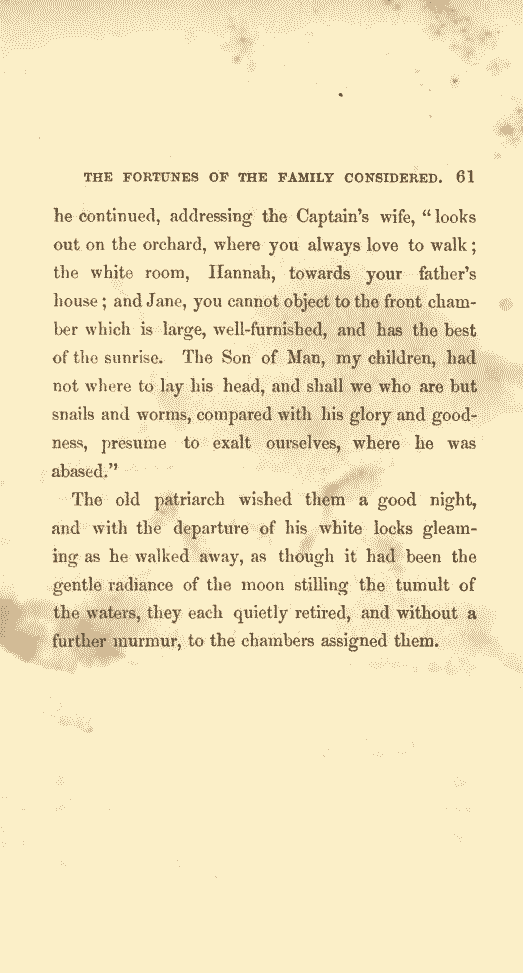 THE FORTUNES OF THE FAMILY CONSIDERED. 61
he continued, addressing the Captain's wife, “ looks
out on the orchard, where you always love to walk ;
the white room, Hannah, towards your father's
house ; and Jane, you cannot object to the front cham-
ber which is large, well-furnished, and has the best
of the sunrise. The Son of Man, my children, had
not where to lay his head, and shall we who are but
snails and worms, compared with his glory and good-
ness, presume to exalt ourselves, where he was
abased.”
The old patriarch wished them a good night,
and with the departure of his white locks gleam-
ing as he walked away, as though it had been the
gentle radiance of the moon stilling the tumult of
the waters, they each quietly retired, and without a
further murmur, to the chambers assigned them.